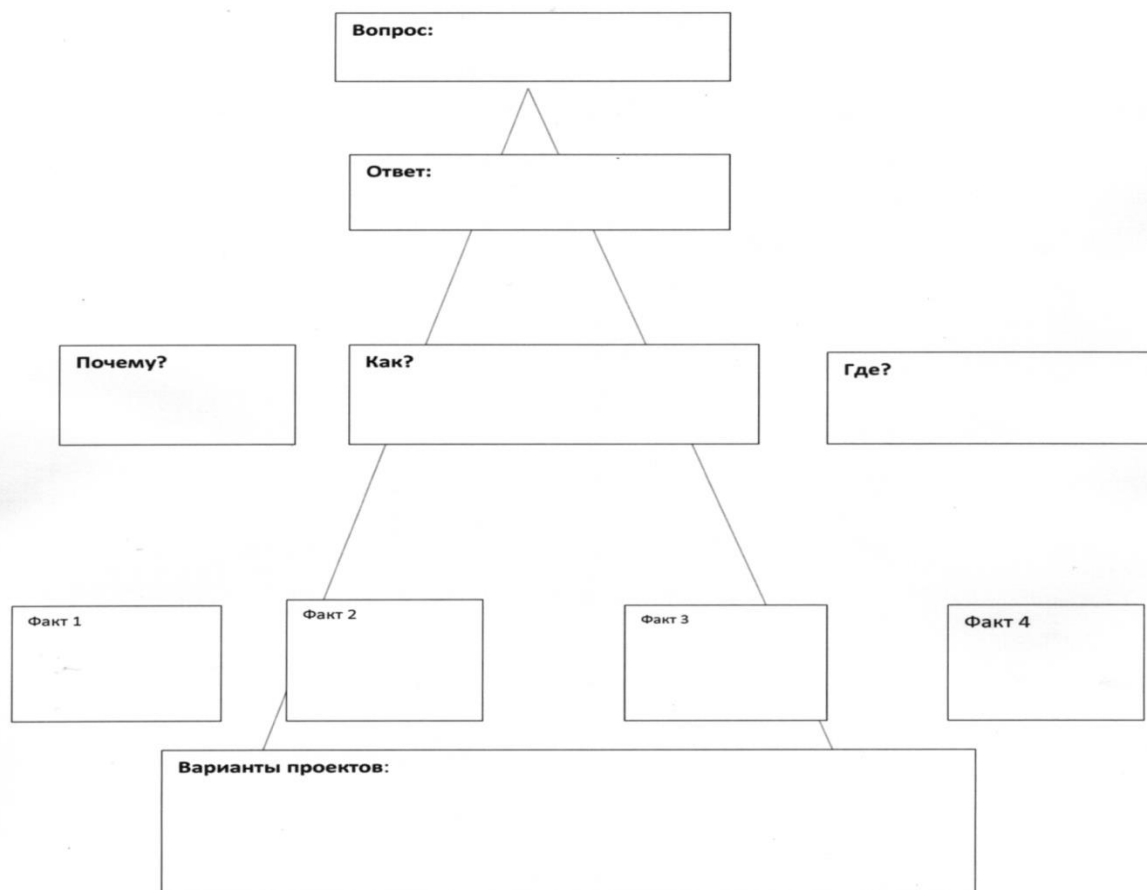 Вопрос:
Ответ:
Почему?
Как?
Где?
Факт 1
Факт 2
Факт 3
Факт 4
Варианты проектов: